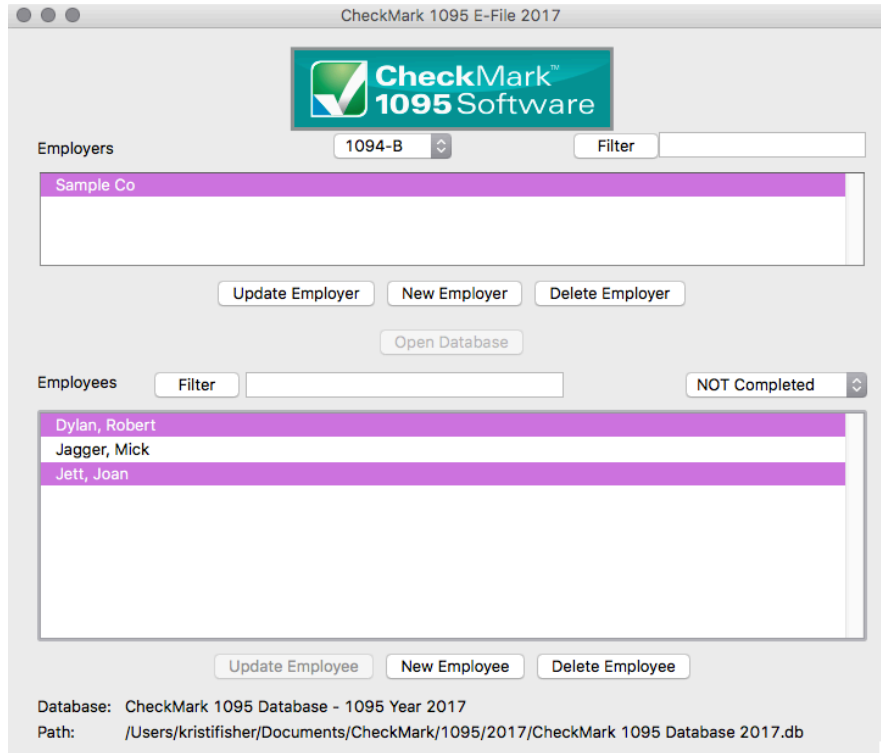 CheckMark 1095 E-File 2017
CheckMark™
1095 Software
Employers 1094-B Filter
Sample Co
Update Employer New Employer Delete Employer
Open Database
Employees Filter NOT Completed
Dylan, Robert
Jagger, Mick
Jett, Joan
Update Employee New Employee Delete Employee
Database: CheckMark 1095 Database - 1095 Year 2017
Path: /Users/kristifisher/Documents/CheckMark/1095/2017/CheckMark 1095 Database 2017.db